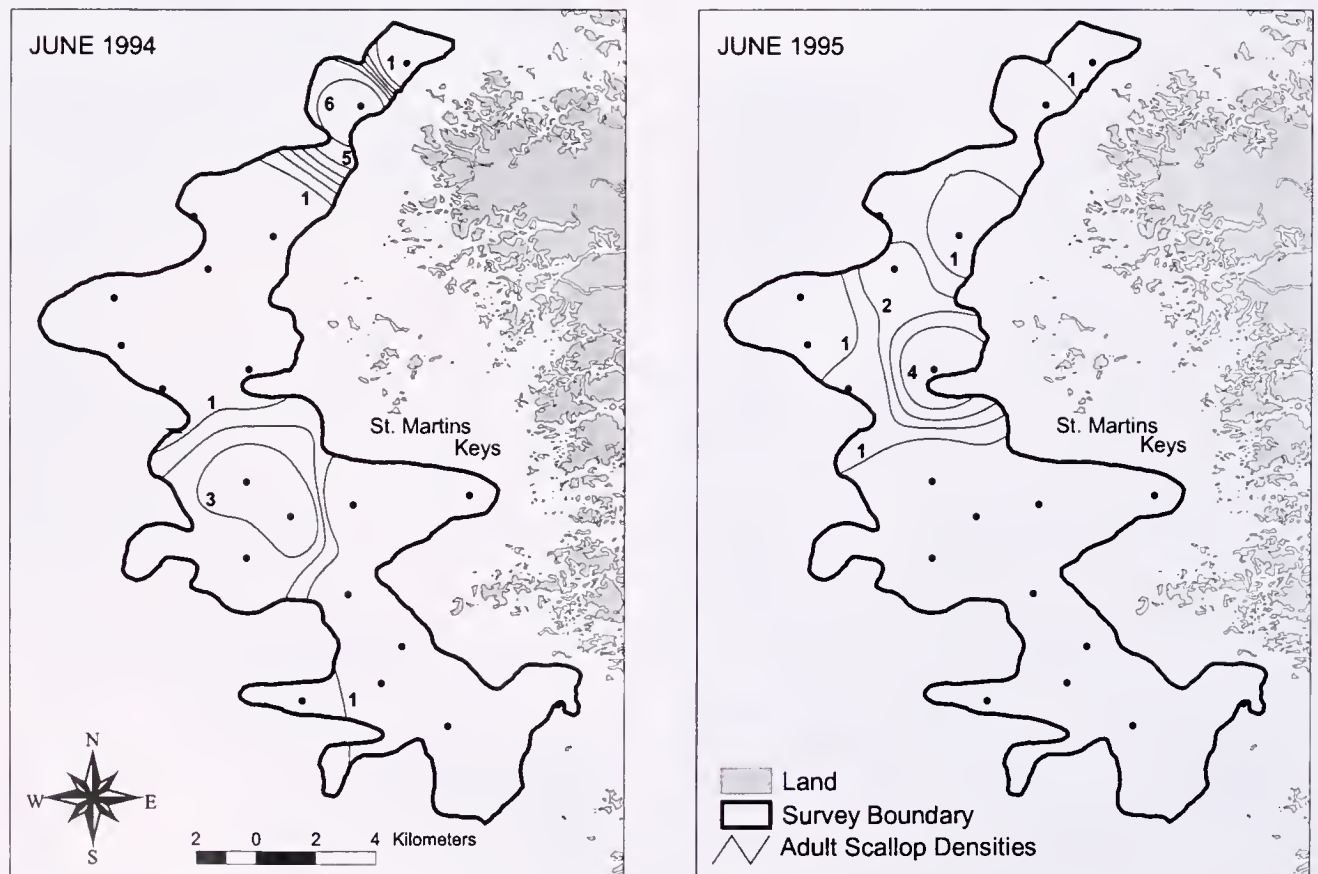 JUNE 1994
1
6
5
1
1
3
1
St. Martins
Keys
N
W E
S
2 0 2 4 Kilometers
JUNE 1995
1
1
2
1
4
1
St. Martins
Keys
Land
Survey Boundary
Adult Scallop Densities